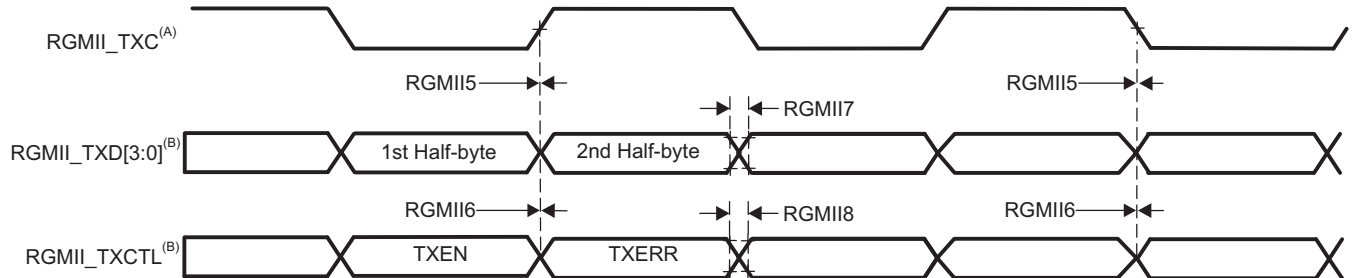 RGMII_TXC(A)
RGMII5
RGMII5
RGMII7
RGMII_TXD[3:0](B)
1st Half-byte
2nd Half-byte
RGMII6
RGMII8
RGMII6
RGMII_TXCTL(B)
TXEN
TXERR